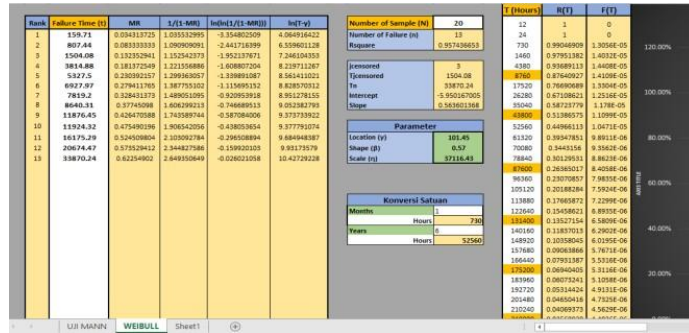 Rank Failure Time (t) MR 1/(1-MR) ln(ln(1/(1-MR))) ln(T-y)
1 159.71 0.034313725 1.035532995 -3.354802509 4.064916422
2 807.44 0.083333333 1.090909091 -2.441716399 6.559601128
3 1504.08 0.132352941 1.152542373 -1.952137671 7.246104353
4 3814.88 0.181372549 1.221556886 -1.608807204 8.219711267
5 5327.5 0.230392157 1.299363057 -1.339891087 8.561411021
6 6927.97 0.279411765 1.387755102 -1.115695152 8.828570413
7 7819.2 0.328431373 1.489051095 -0.920953918 8.951278155
8 8640.31 0.37745098 1.606299213 -0.746689513 9.052382793
9 11876.45 0.426470588 1.743589744 -0.587084006 9.373733922
10 11924.32 0.475490196 1.906542056 -0.438053654 9.377791074
11 16175.29 0.524509804 2.103092784 -0.296508894 9.684948387
12 20674.47 0.573529412 2.344827586 -0.159900103 9.93173579
13 33870.24 0.62254902 2.649350649 -0.026021058 10.42729228
Number of Sample (N) 20
Number of Failure (n) 13
Rsquare 0.957436653
jcensored 3
Tjcensored 1504.08
Tn 33870.24
Intercept -5.950167005
Slope 0.563601368
Parameter
Location (γ) 101.45
Shape (β) 0.57
Scale (η) 37116.43
Konversi Satuan
Months 1
Hours 730
Years 6
Hours 52560
T (Hours) R(T) F(T)
12 1 0
24 1 0
730 0.99046909 1.3056E-05
1460 0.97951382 1.4032E-05
4380 0.93689113 1.4408E-05
8760 0.87640927 1.4109E-05
17520 0.76690689 1.3304E-05
26280 0.67108621 1.2516E-05
35040 0.58723779 1.178E-05
43800 0.51386575 1.1099E-05
52560 0.44966113 1.0471E-05
61320 0.39347851 9.8911E-06
70080 0.3443156 9.3562E-06
78840 0.30129531 8.8623E-06
87600 0.26365017 8.4058E-06
96360 0.23070857 7.9835E-06
105120 0.20188284 7.5924E-06
113880 0.17665872 7.2299E-06
122640 0.15458621 6.8935E-06
131400 0.13527154 6.5809E-06
140160 0.11837013 6.2902E-06
148920 0.10358045 6.0195E-06
157680 0.09063866 5.7671E-06
166440 0.07931387 5.5316E-06
175200 0.06940405 5.3116E-06
183960 0.06073241 5.1058E-06
192720 0.05314424 4.9131E-06
201480 0.04650416 4.7325E-06
210240 0.04069373 4.5629E-06
120.00%
100.00%
80.00%
60.00%
40.00%
20.00%
UJI MANN WEIBULL Sheet1